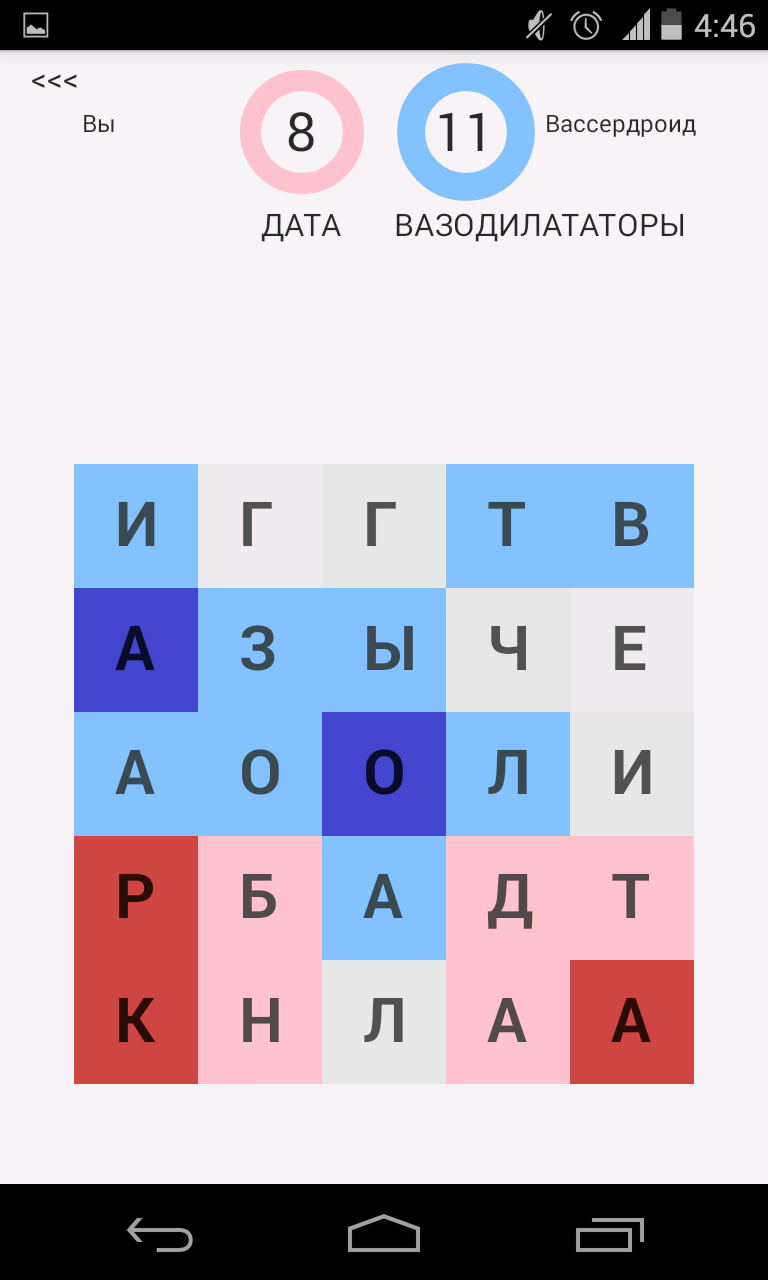 4:46
<<<
Вы 8 11 Вассердроид
ДАТА ВАЗОДИЛАТАТОРЫ
И Г Г Т В
А З Ы Ч Е
А О О Л И
Р Б А Д Т
К Н Л А А